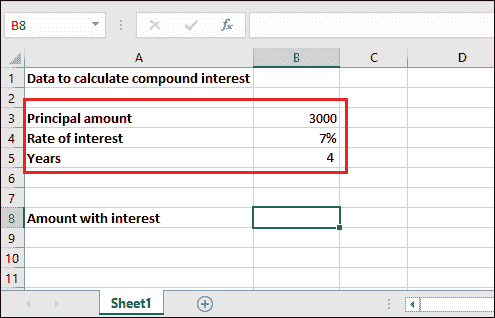 B8
fx
A B C D
1 Data to calculate compound interest
2
3 Principal amount 3000
4 Rate of interest 7%
5 Years 4
6
7
8 Amount with interest
9
10
11
Sheet1